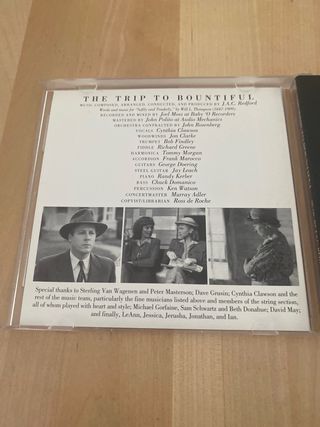 THE TRIP TO BOUNTIFUL
MUSIC COMPOSED, ARRANGED, CONDUCTED, AND PRODUCED BY J.A.C. Redford
Words and music for "Softly and Tenderly," by Will L. Thompson (1847-1909).
RECORDED AND MIXED BY Joel Moss at Baby 'O Recorders
MASTERED BY John Polito at Audio Mechanics
ORCHESTRA CONTRACTED BY John Rosenberg
VOCALS Cynthia Clawson
WOODWINDS Jon Clarke
TRUMPET Bob Findley
FIDDLE Richard Greene
HARMONICA Tommy Morgan
ACCORDION Frank Marocco
GUITARS George Doering
STEEL GUITAR Jay Leach
PIANO Randy Kerber
BASS Chuck Domanico
PERCUSSION Ken Watson
CONCERTMASTER Murray Adler
COPYIST/LIBRARIAN Ross de Roche
Special thanks to Sterling Van Wagenen and Peter Masterson; Dave Grusin; Cynthia Clawson and the
rest of the music team, particularly the fine musicians listed above and members of the string section,
all of whom played with heart and style; Michael Gorfaine, Sam Schwartz and Beth Donahue; David May;
and finally, LeAnn, Jessica, Jerusha, Jonathan, and Ian.